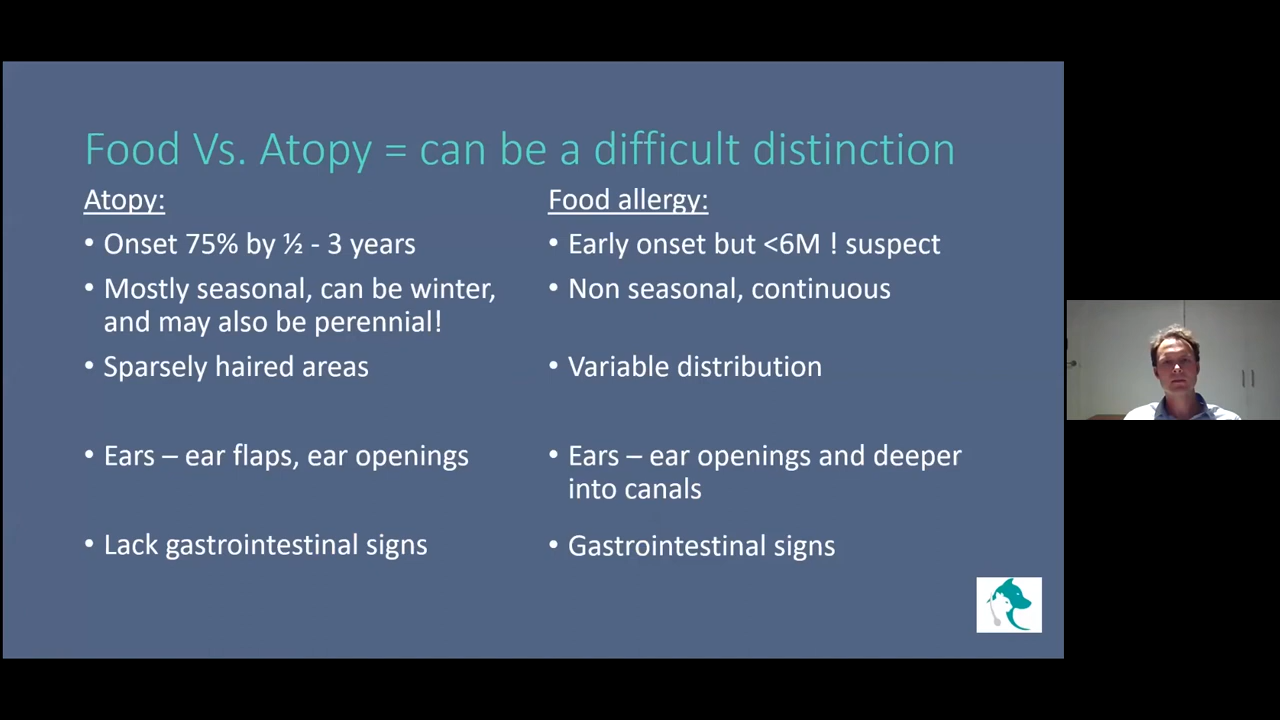 Food Vs. Atopy = can be a difficult distinction
Atopy:
• Onset 75% by ½ - 3 years
• Mostly seasonal, can be winter,
and may also be perennial!
• Sparsely haired areas
• Ears – ear flaps, ear openings
• Lack gastrointestinal signs
Food allergy:
• Early onset but <6M ! suspect
• Non seasonal, continuous
• Variable distribution
• Ears – ear openings and deeper
into canals
• Gastrointestinal signs